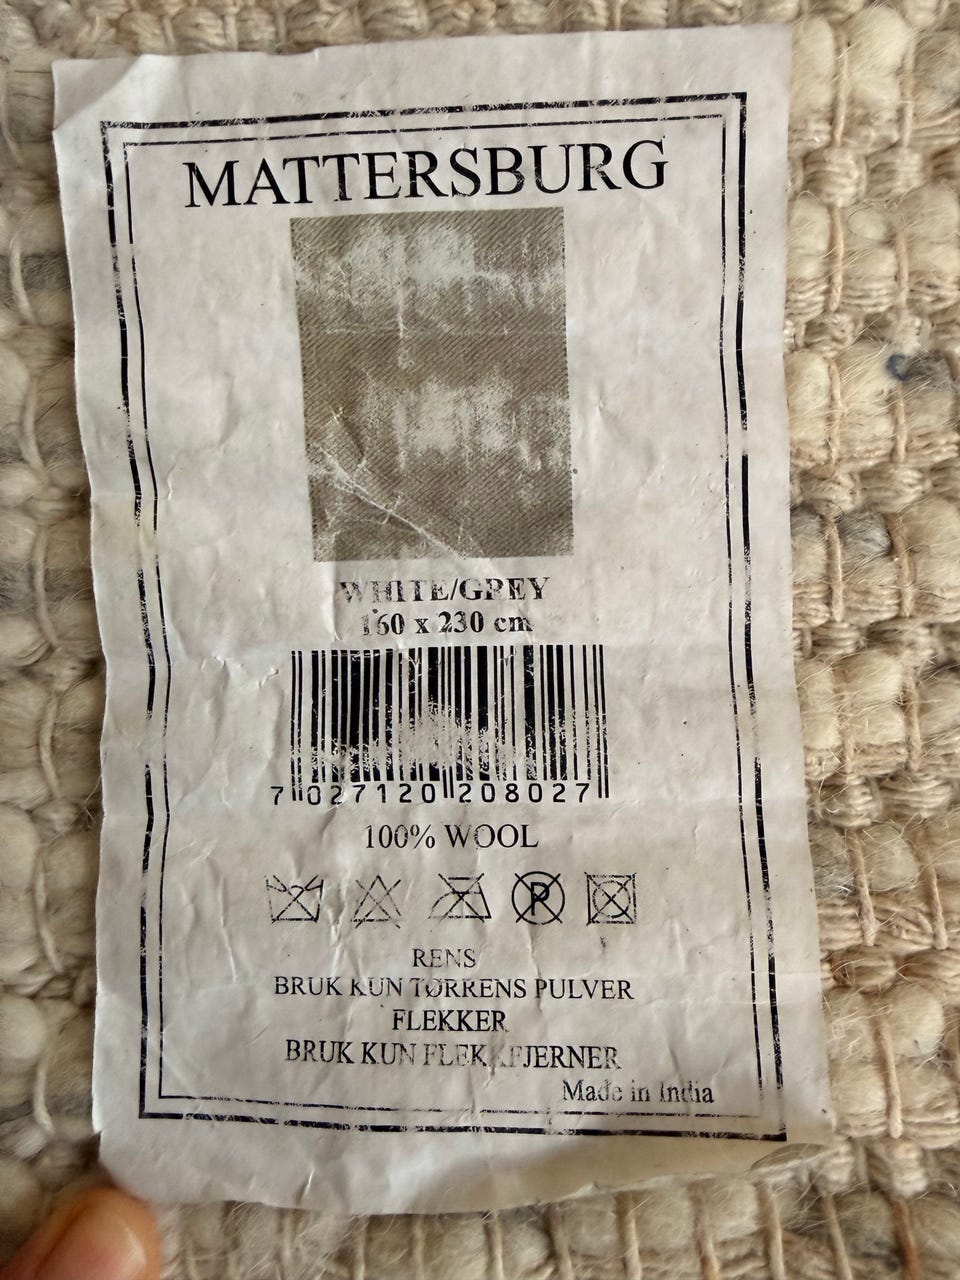 MATTERSBURG
WHITE/GREY
160 x 230 cm
7 027120 208027
100% WOOL
P
RENS
BRUK KUN TØRRENS PULVER
FLEKKER
BRUK KUN FLEKKFJERNER
Made in India